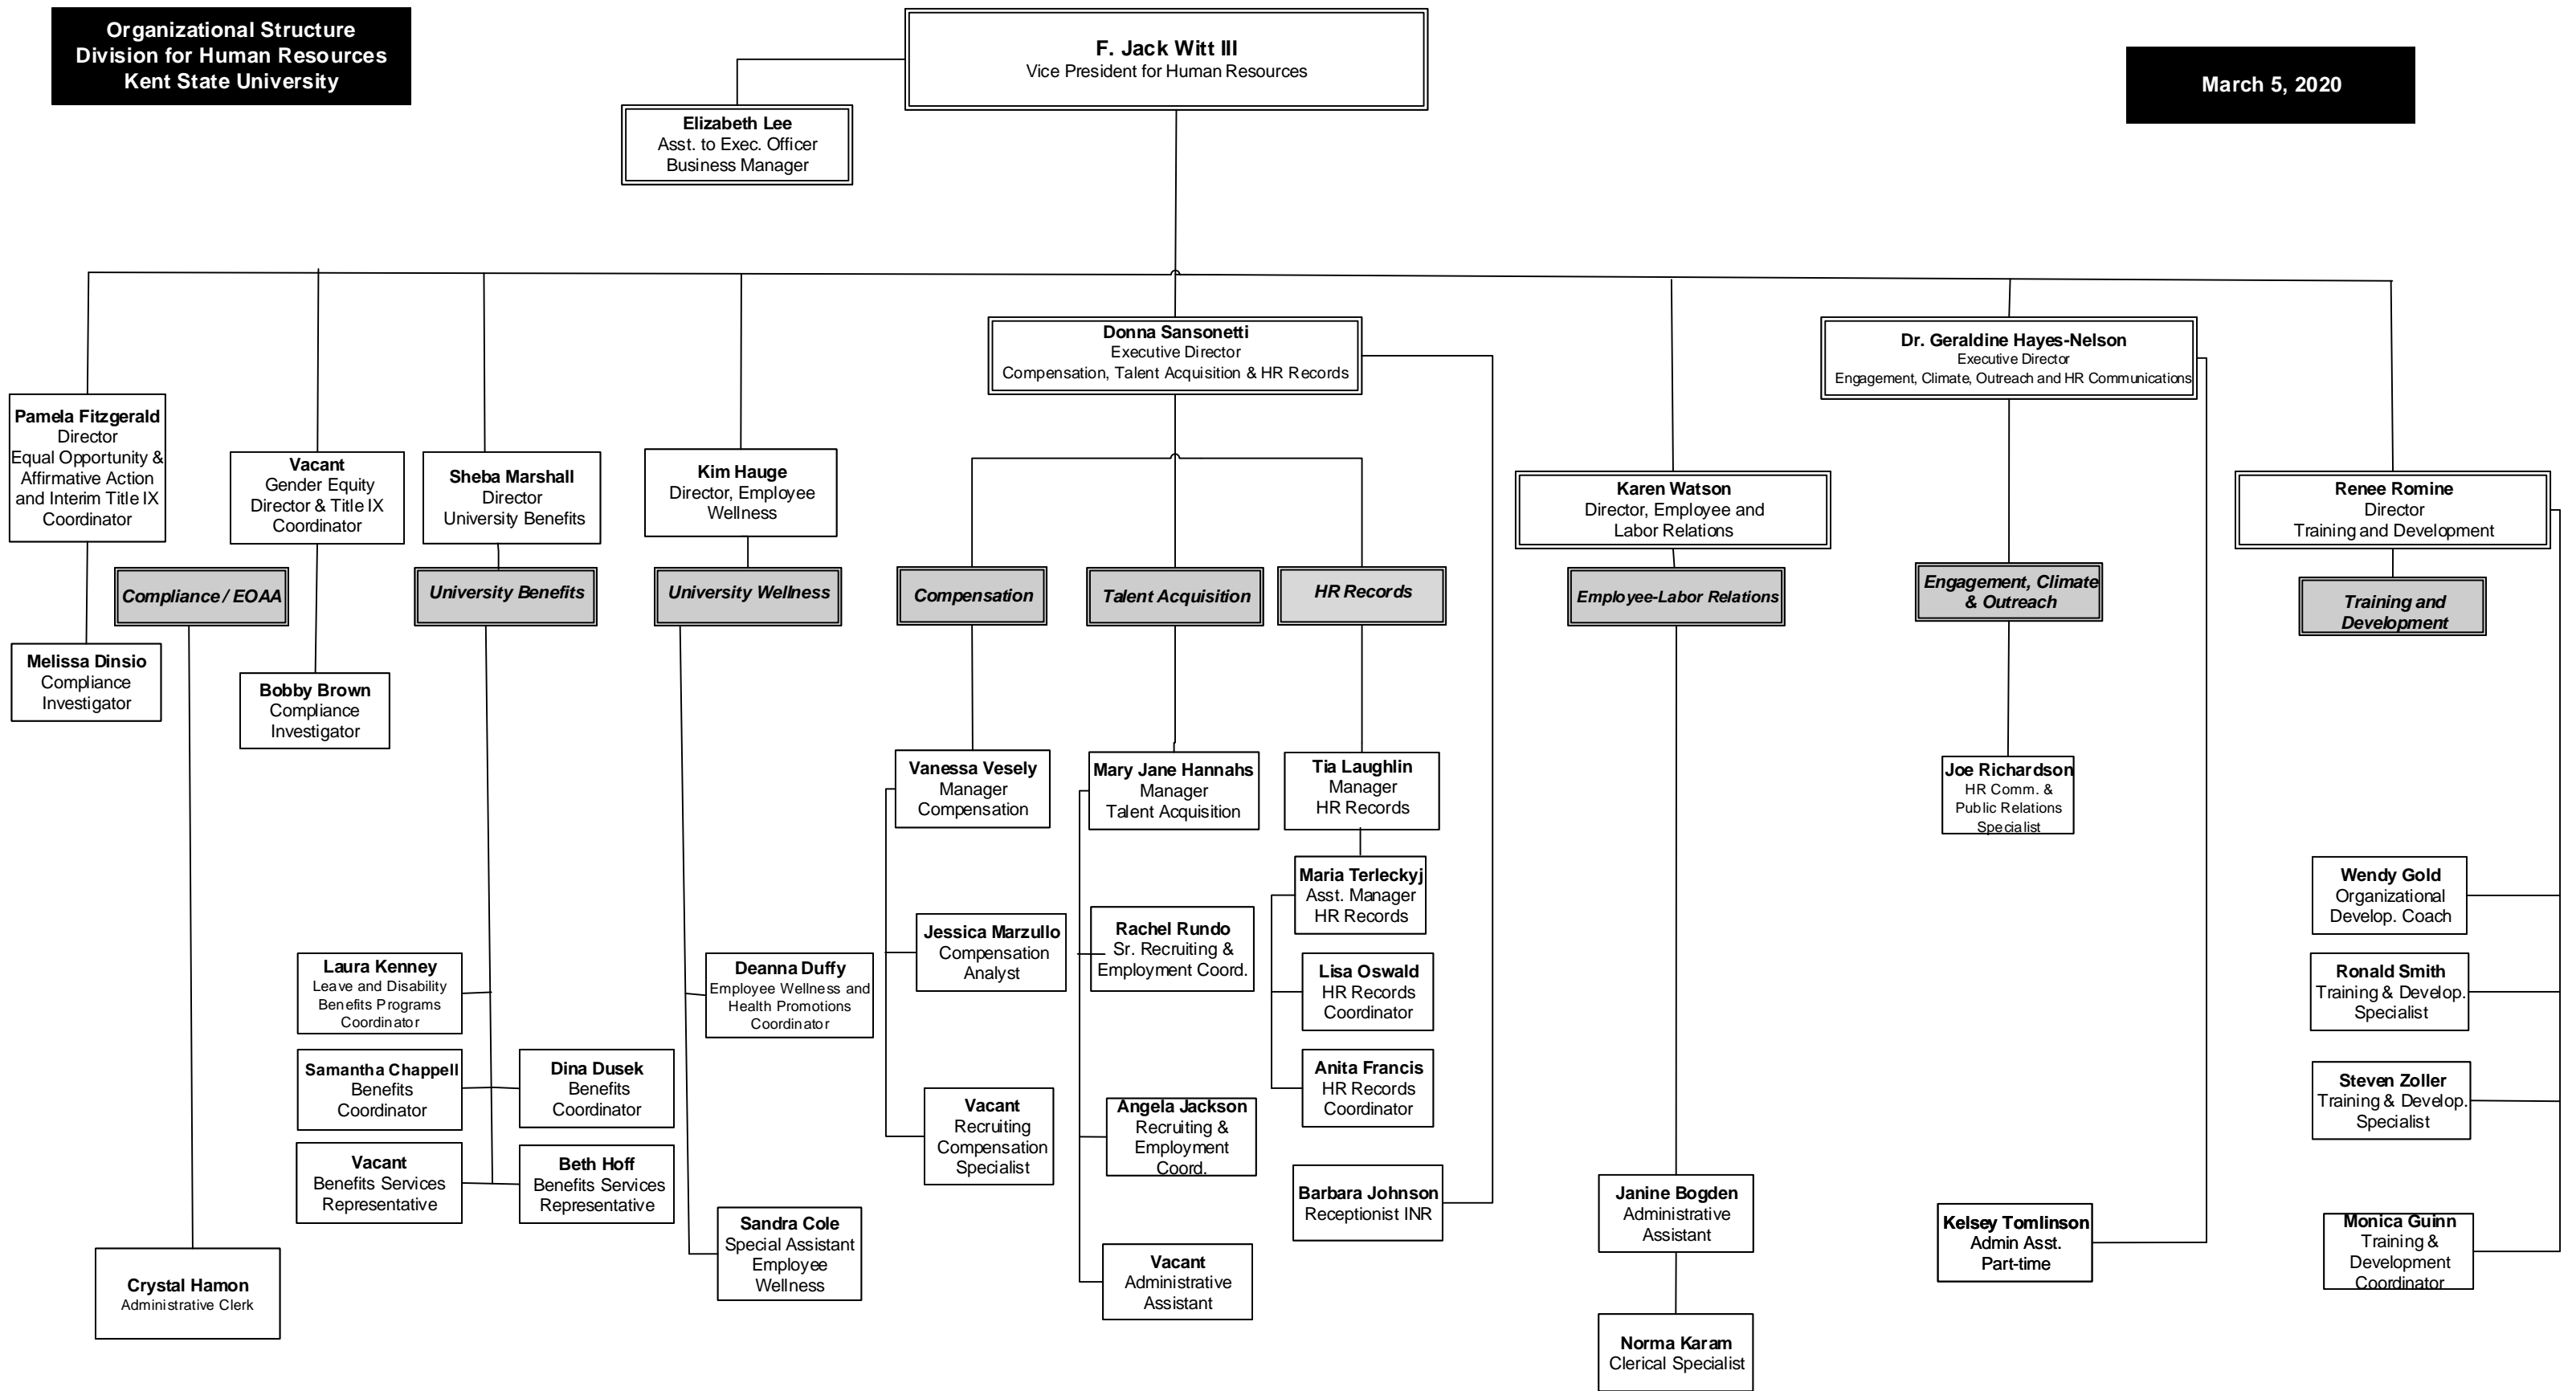 Organizational Structure
Division for Human Resources
Kent State University
F. Jack Witt III
Vice President for Human Resources
March 5, 2020
Elizabeth Lee
Asst. to Exec. Officer
Business Manager
Donna Sansonetti
Executive Director
Compensation, Talent Acquisition & HR Records
Dr. Geraldine Hayes-Nelson
Executive Director
Engagement, Climate, Outreach and HR Communications
Pamela Fitzgerald
Director
Equal Opportunity &
Affirmative Action
and Interim Title IX
Coordinator
Vacant
Gender Equity
Director & Title IX
Coordinator
Sheba Marshall
Director
University Benefits
Kim Hauge
Director, Employee
Wellness
Karen Watson
Director, Employee and
Labor Relations
Renee Romine
Director
Training and Development
Compliance / EOAA
University Benefits
University Wellness
Compensation
Talent Acquisition
HR Records
Employee-Labor Relations
Engagement, Climate
& Outreach
Training and
Development
Melissa Dinsio
Compliance
Investigator
Bobby Brown
Compliance
Investigator
Vanessa Vesely
Manager
Compensation
Mary Jane Hannahs
Manager
Talent Acquisition
Tia Laughlin
Manager
HR Records
Joe Richardson
HR Comm. &
Public Relations
Specialist
Maria Terleckyj
Asst. Manager
HR Records
Wendy Gold
Organizational
Develop. Coach
Jessica Marzullo
Compensation
Analyst
Rachel Rundo
Sr. Recruiting &
Employment Coord.
Laura Kenney
Leave and Disability
Benefits Programs
Coordinator
Deanna Duffy
Employee Wellness and
Health Promotions
Coordinator
Lisa Oswald
HR Records
Coordinator
Ronald Smith
Training & Develop.
Specialist
Samantha Chappell
Benefits
Coordinator
Dina Dusek
Benefits
Coordinator
Anita Francis
HR Records
Coordinator
Steven Zoller
Training & Develop.
Specialist
Vacant
Recruiting
Compensation
Specialist
Angela Jackson
Recruiting &
Employment
Coord.
Vacant
Benefits Services
Representative
Beth Hoff
Benefits Services
Representative
Barbara Johnson
Receptionist INR
Janine Bogden
Administrative
Assistant
Kelsey Tomlinson
Admin Asst.
Part-time
Monica Guinn
Training &
Development
Coordinator
Sandra Cole
Special Assistant
Employee
Wellness
Vacant
Administrative
Assistant
Crystal Hamon
Administrative Clerk
Norma Karam
Clerical Specialist